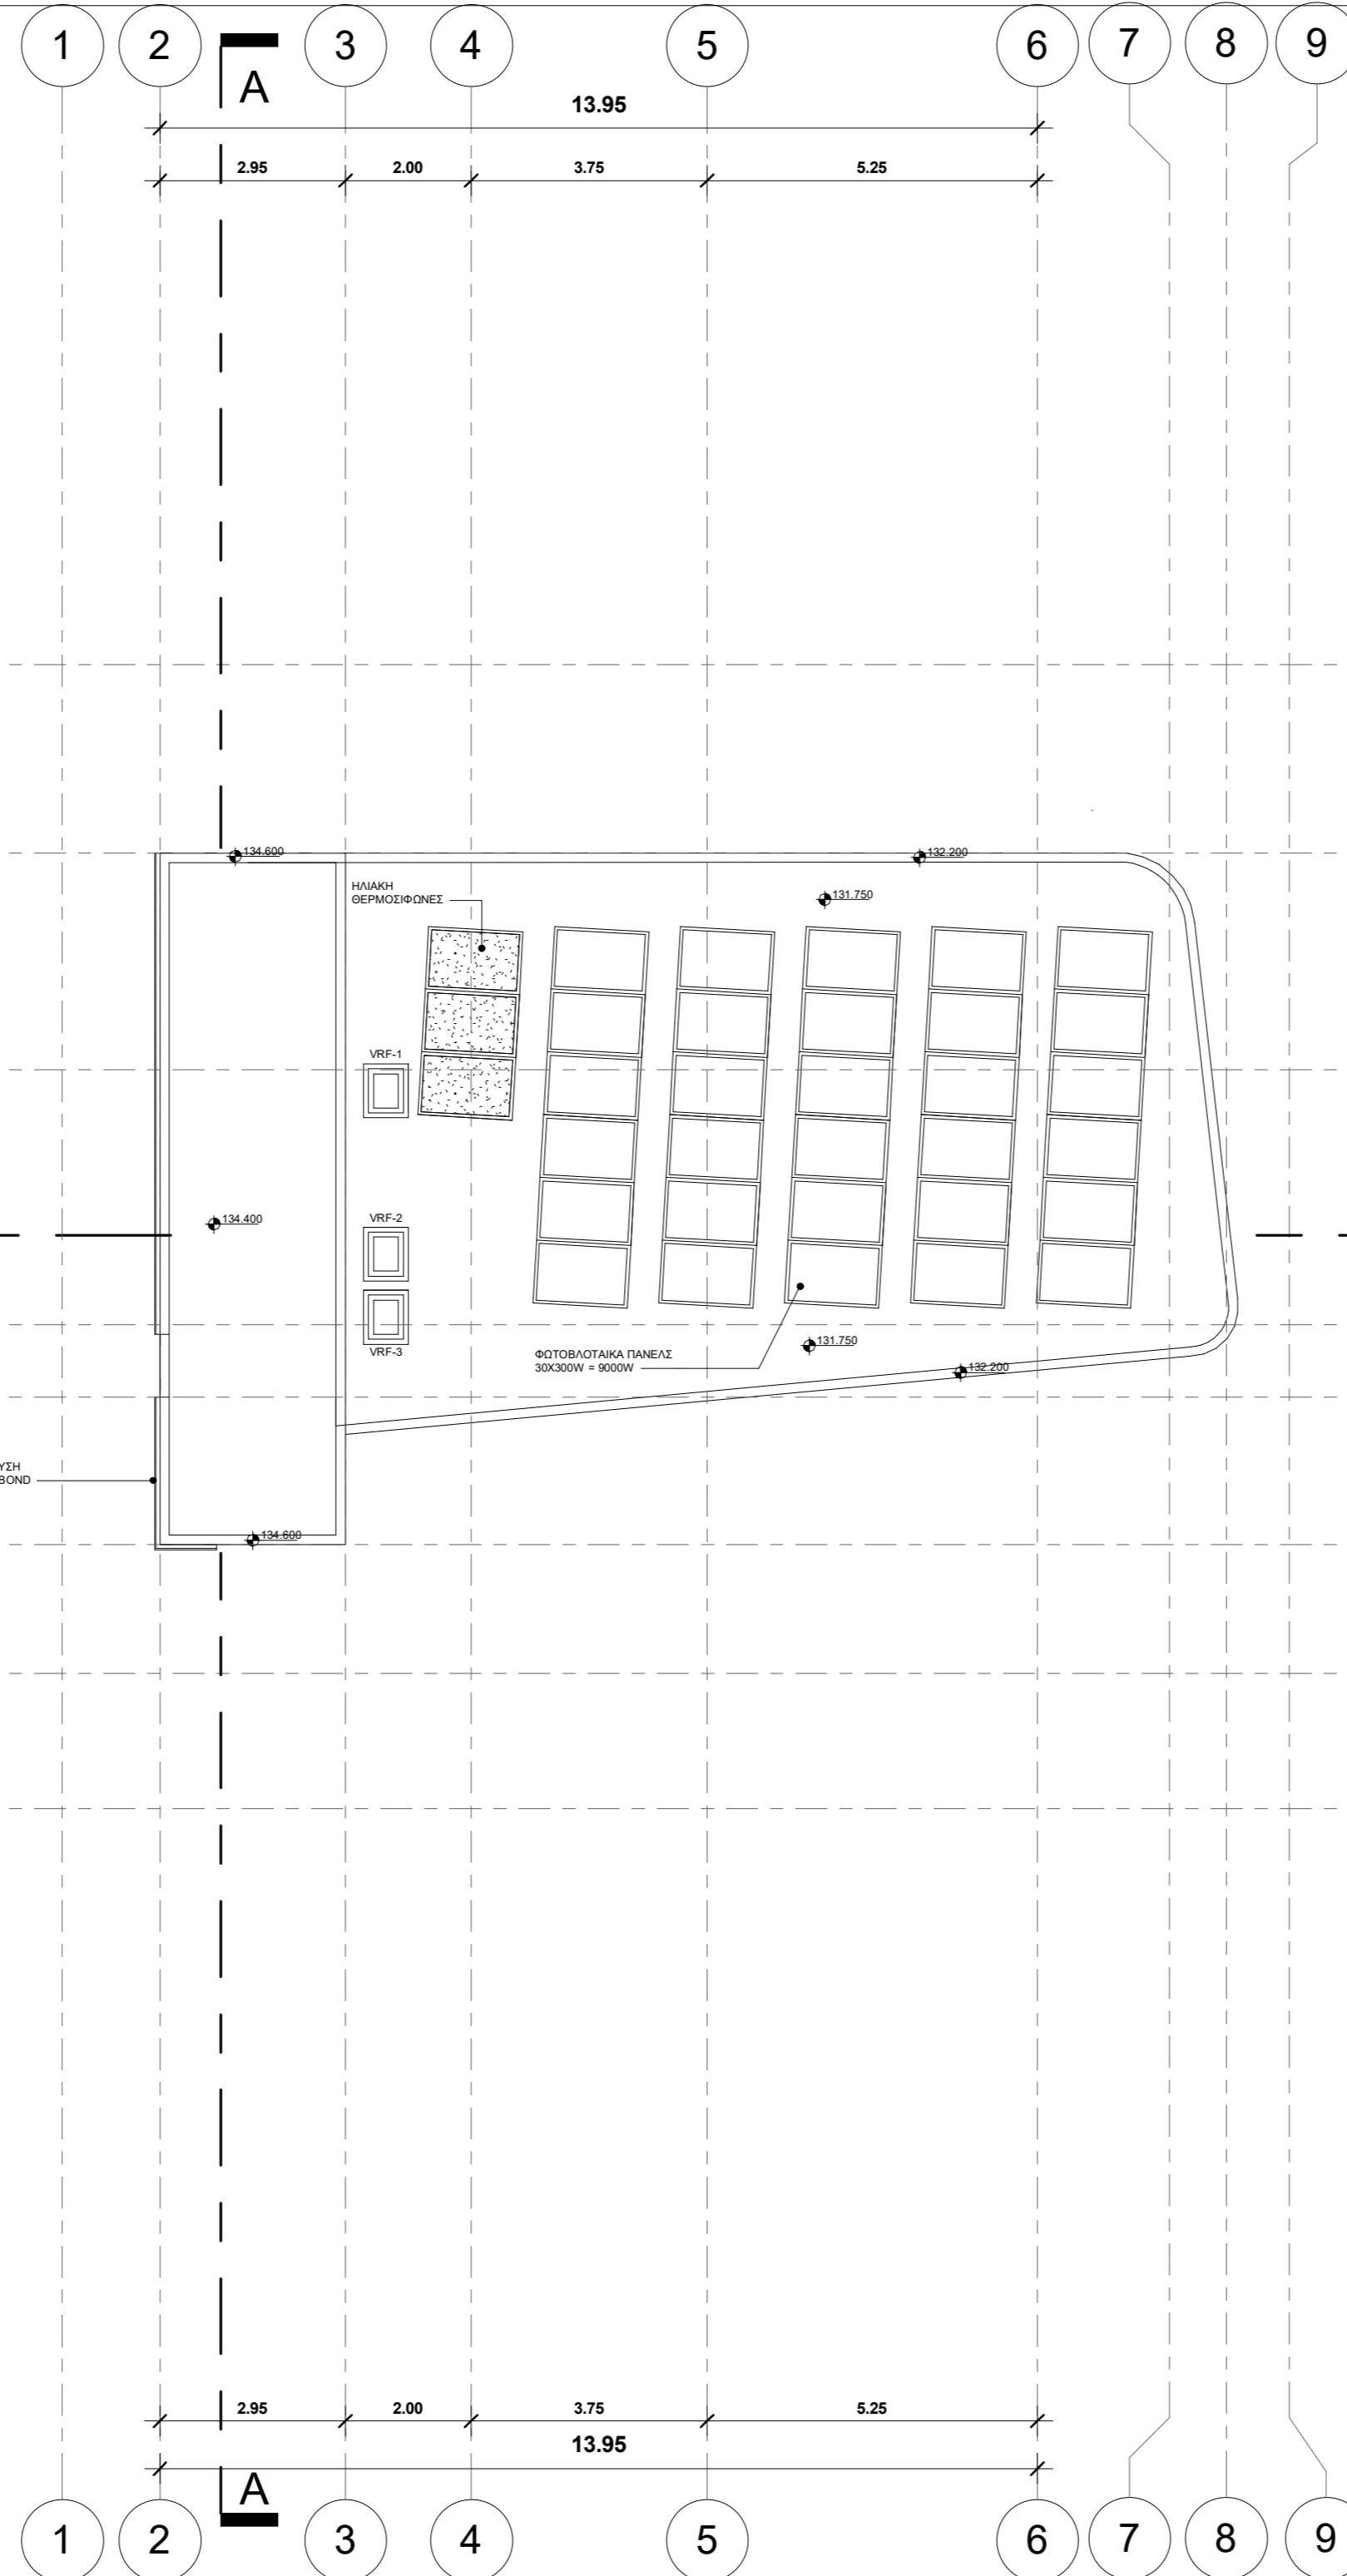 1 2 3 4 5 6 7 8 9
A
13.95
2.95 2.00 3.75 5.25
134.600
132.200
131.750
ΗΛΙΑΚΗ
ΘΕΡΜΟΣΙΦΩΝΕΣ
VRF-1
134.400
VRF-2
VRF-3
131.750
ΦΩΤΟΒΛΟΤΑΙΚΑ ΠΑΝΕΛΣ
30X300W = 9000W
132.200
ΥΣΗ
BOND
134.600
2.95 2.00 3.75 5.25
13.95
A
1 2 3 4 5 6 7 8 9